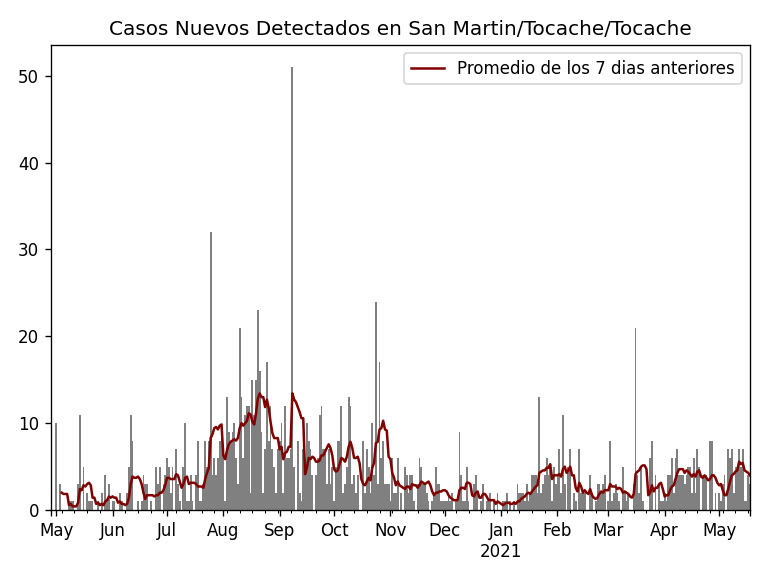 Casos Nuevos Detectados en San Martin/Tocache/Tocache
Promedio de los 7 dias anteriores
50
40
30
20
10
0
May Jun Jul Aug Sep Oct Nov Dec Jan Feb Mar Apr May
2021